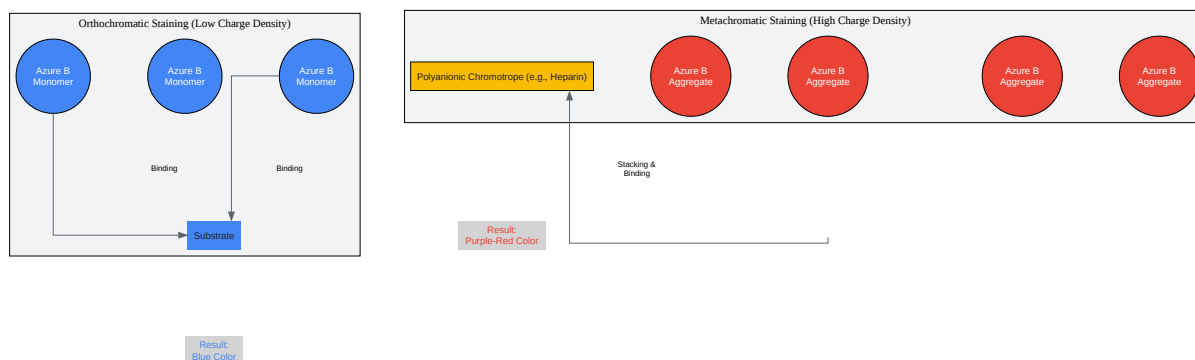 Orthochromatic Staining (Low Charge Density)
Azure B
Monomer
Azure B
Monomer
Azure B
Monomer
Binding
Binding
Substrate
Result:
Blue Color
Metachromatic Staining (High Charge Density)
Polyanionic Chromotrope (e.g., Heparin)
Azure B
Aggregate
Azure B
Aggregate
Azure B
Aggregate
Azure B
Aggregate
Stacking &
Binding
Result:
Purple-Red Color